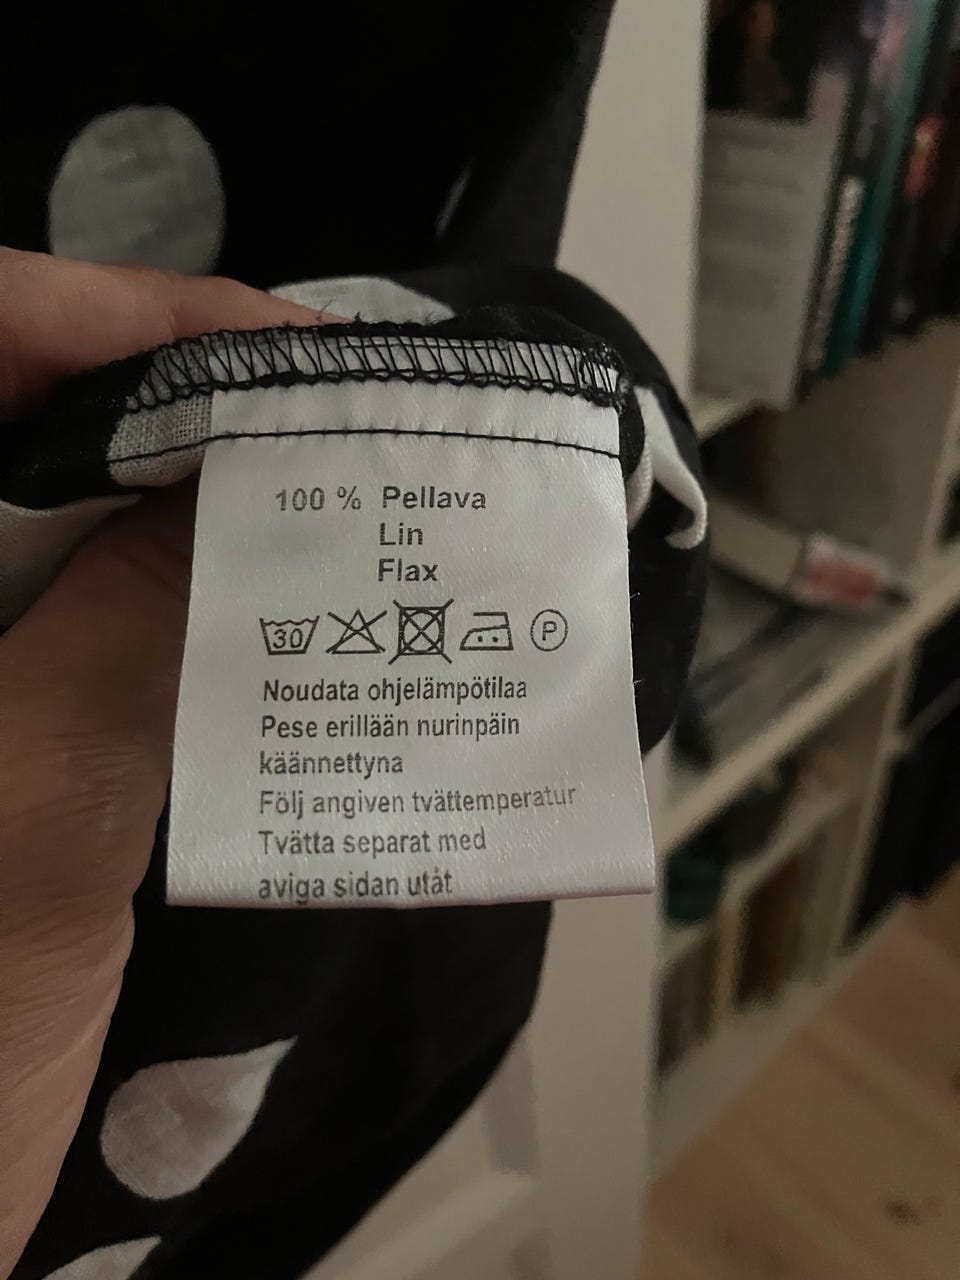 100 % Pellava
Lin
Flax
30 P
Noudata ohjelämpötilaa
Pese erillään nurinpäin
käännettyna
Följ angiven tvättemperatur
Tvätta separat med
aviga sidan utåt